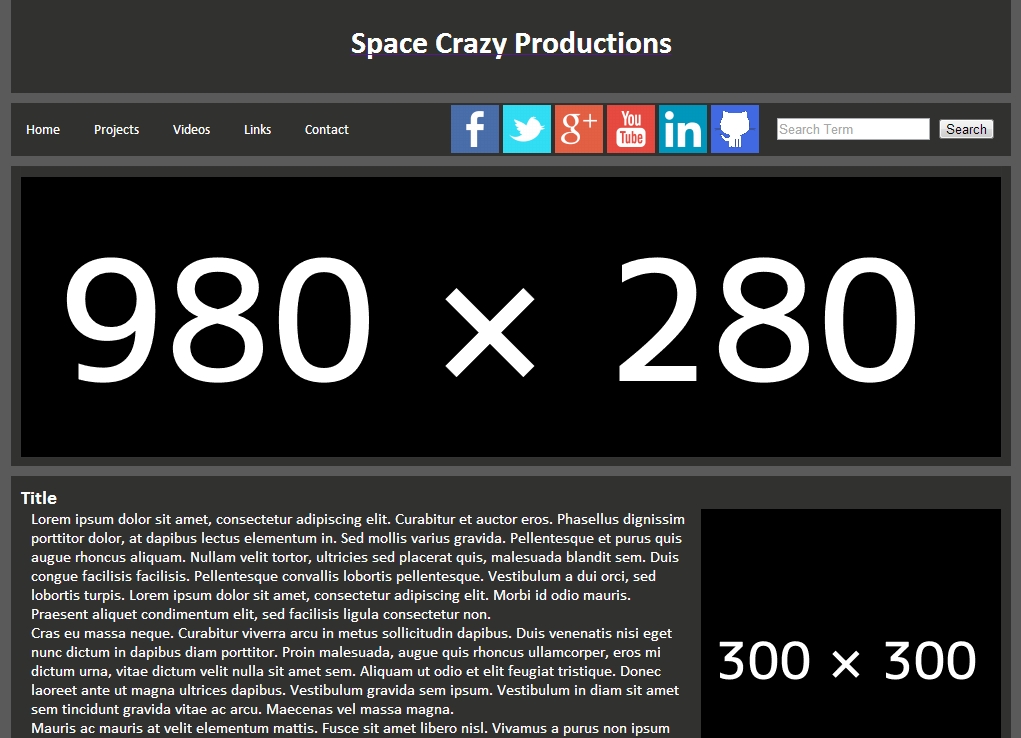 Space Crazy Productions
Home Projects Videos Links Contact f g+ You Tube in Search Term Search
980 × 280
Title
Lorem ipsum dolor sit amet, consectetur adipiscing elit. Curabitur et auctor eros. Phasellus dignissim
porttitor dolor, at dapibus lectus elementum in. Sed mollis varius gravida. Pellentesque et purus quis
augue rhoncus aliquam. Nullam velit tortor, ultricies sed placerat quis, malesuada blandit sem. Duis
congue facilisis facilisis. Pellentesque convallis lobortis pellentesque. Vestibulum a dui orci, sed
lobortis turpis. Lorem ipsum dolor sit amet, consectetur adipiscing elit. Morbi id odio mauris.
Praesent aliquet condimentum elit, sed facilisis ligula consectetur non.
Cras eu massa neque. Curabitur viverra arcu in metus sollicitudin dapibus. Duis venenatis nisi eget
nunc dictum in dapibus diam porttitor. Proin malesuada, augue quis rhoncus ullamcorper, eros mi
dictum urna, vitae dictum velit nulla sit amet sem. Aliquam ut odio et elit feugiat tristique. Donec
laoreet ante ut magna ultrices dapibus. Vestibulum gravida sem ipsum. Vestibulum in diam sit amet
sem tincidunt gravida vitae ac arcu. Maecenas vel massa magna.
Mauris ac mauris at velit elementum mattis. Fusce sit amet libero nisl. Vivamus a purus non ipsum
300 × 300